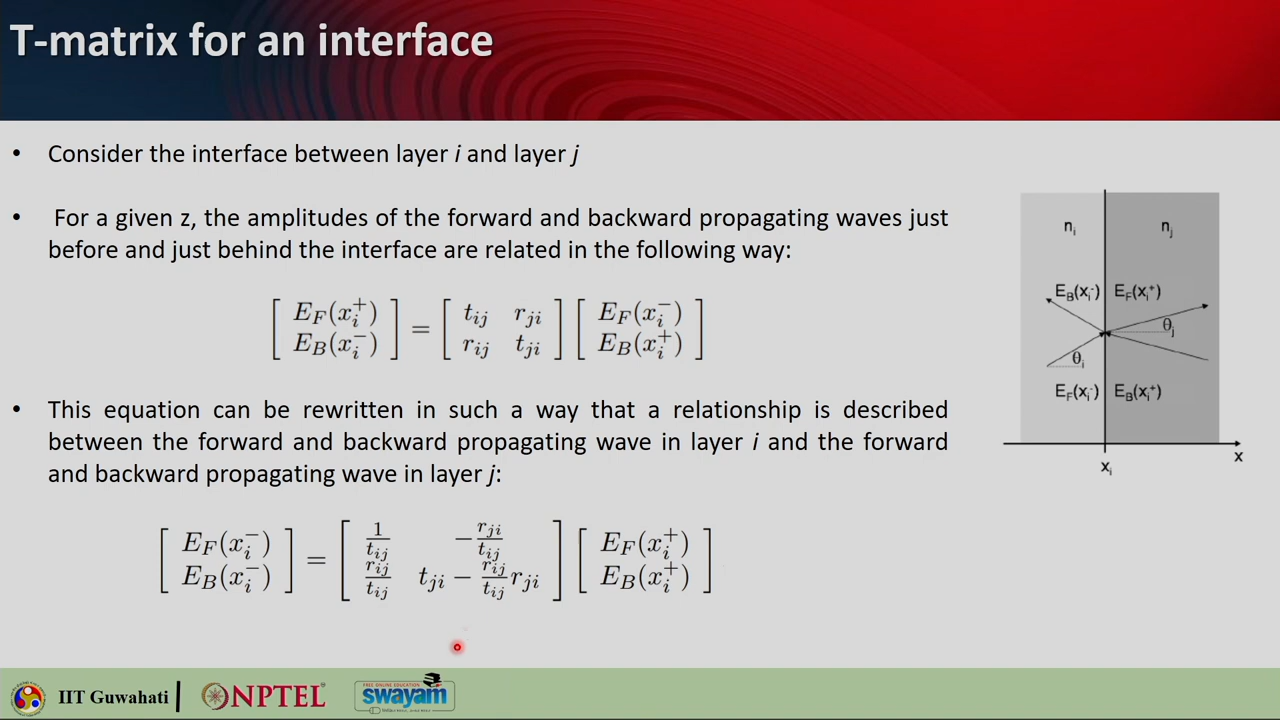 T-matrix for an interface
• Consider the interface between layer i and layer j
• For a given z, the amplitudes of the forward and backward propagating waves just
before and just behind the interface are related in the following way:
[ E_F(x_i^+) ; E_B(x_i^-) ] = [ t_ij r_ji ; r_ij t_ji ] [ E_F(x_i^-) ; E_B(x_i^+) ]
• This equation can be rewritten in such a way that a relationship is described
between the forward and backward propagating wave in layer i and the forward
and backward propagating wave in layer j:
[ E_F(x_i^-) ; E_B(x_i^-) ] = [ 1/t_ij -r_ji/t_ij ; r_ij/t_ij t_ji - (r_ij/t_ij) r_ji ] [ E_F(x_i^+) ; E_B(x_i^+) ]
n_i n_j
E_B(x_i^-) E_F(x_i^+)
θ_j
θ_i
E_F(x_i^-) E_B(x_i^+)
x
x_i
IIT Guwahati
NPTEL
FREE ONLINE EDUCATION
swayam